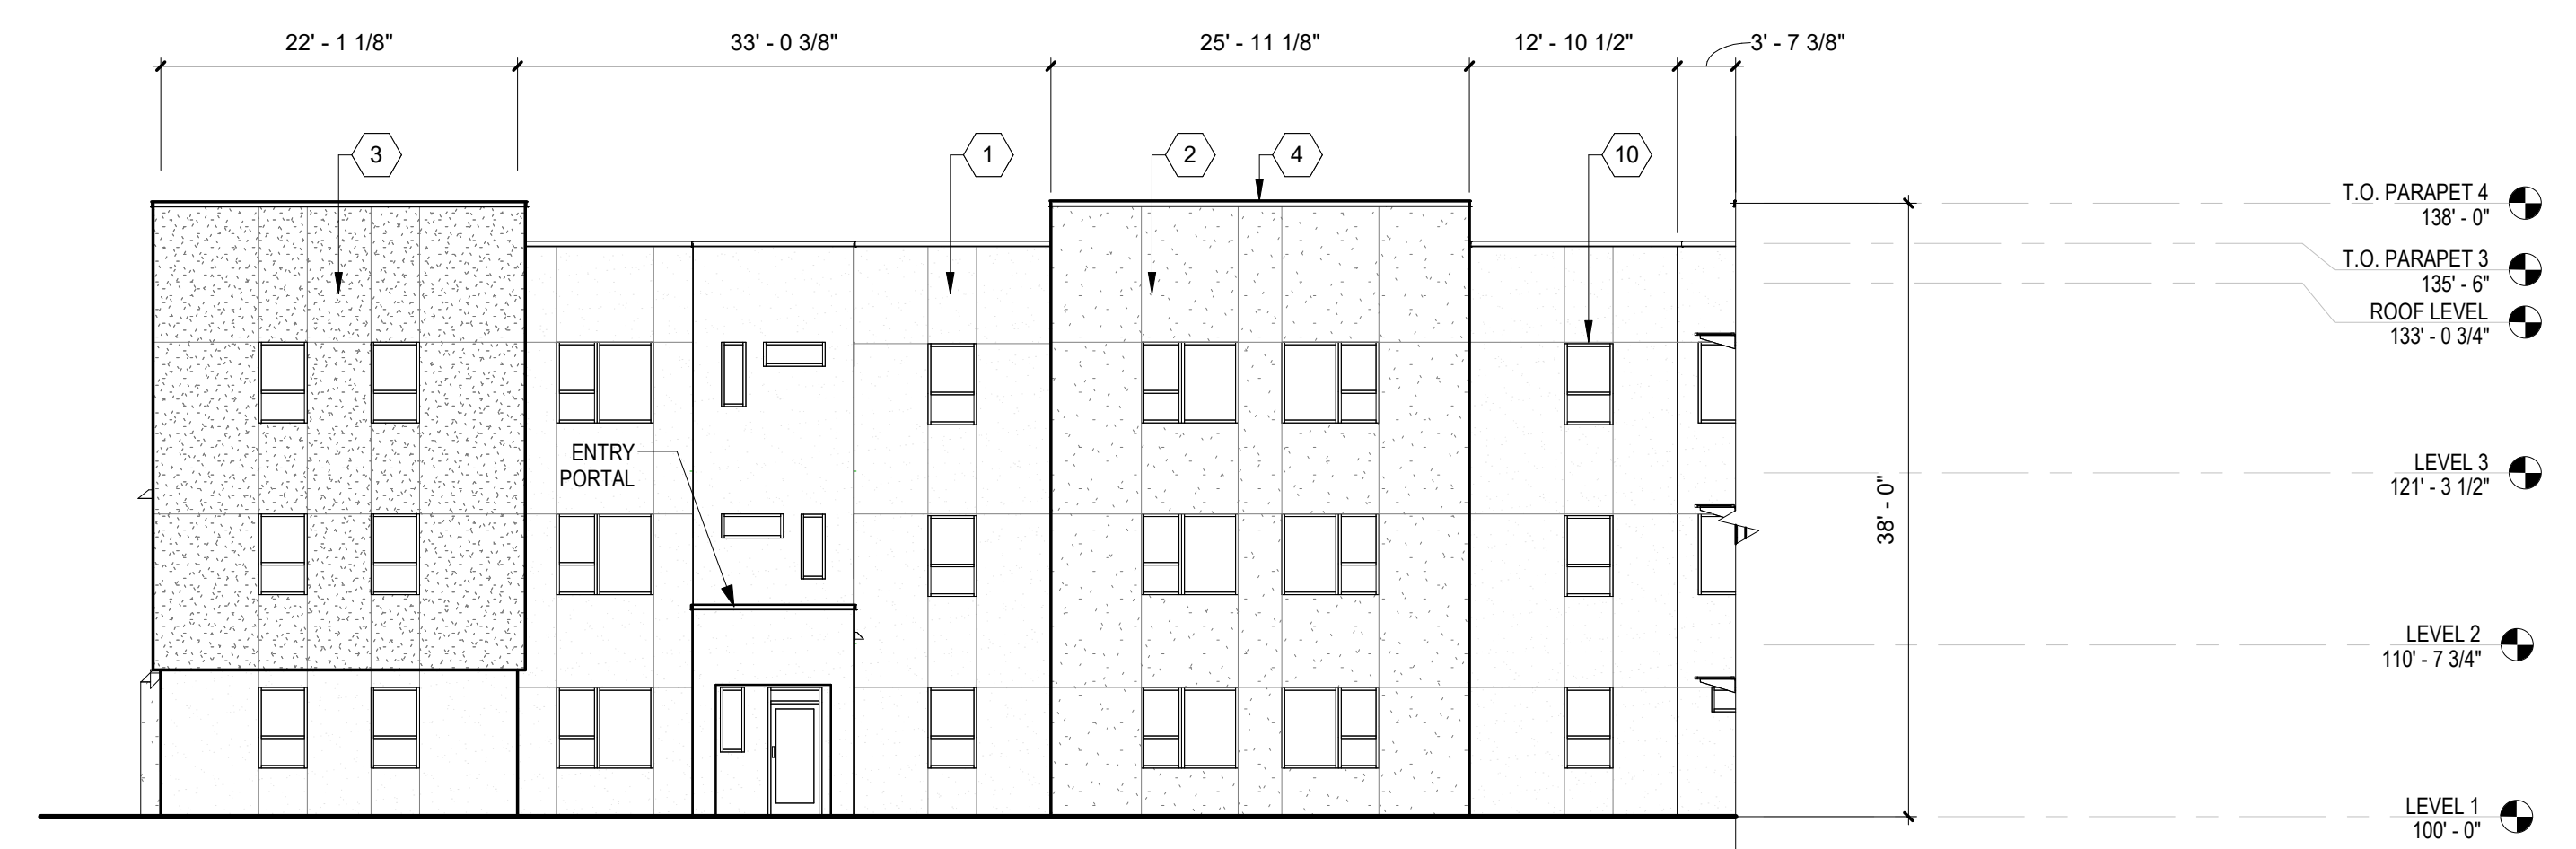 22' - 1 1/8"
33' - 0 3/8"
25' - 11 1/8"
12' - 10 1/2"
3' - 7 3/8"
3
1
2
4
10
T.O. PARAPET 4
138' - 0"
T.O. PARAPET 3
135' - 6"
ROOF LEVEL
133' - 0 3/4"
ENTRY
PORTAL
LEVEL 3
121' - 3 1/2"
38' - 0"
LEVEL 2
110' - 7 3/4"
LEVEL 1
100' - 0"